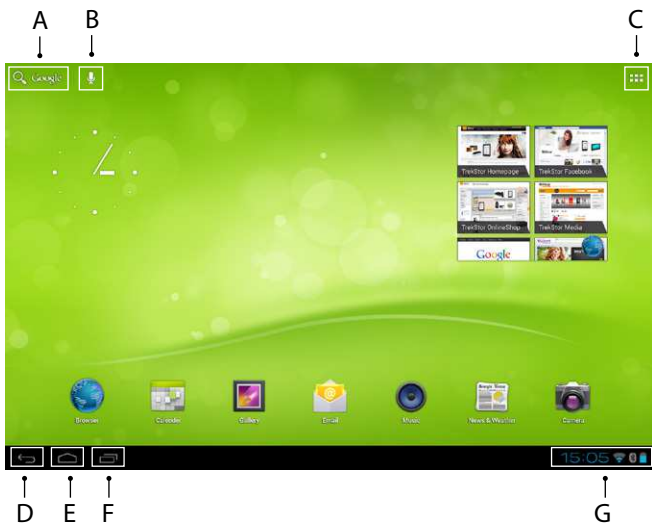 A B C
Google
TrekStor Homepage TrekStor Facebook
TrekStor OnlineShop TrekStor Media
Google
Browser Calendar Gallery Email Music News & Weather Camera
15:05
D E F G